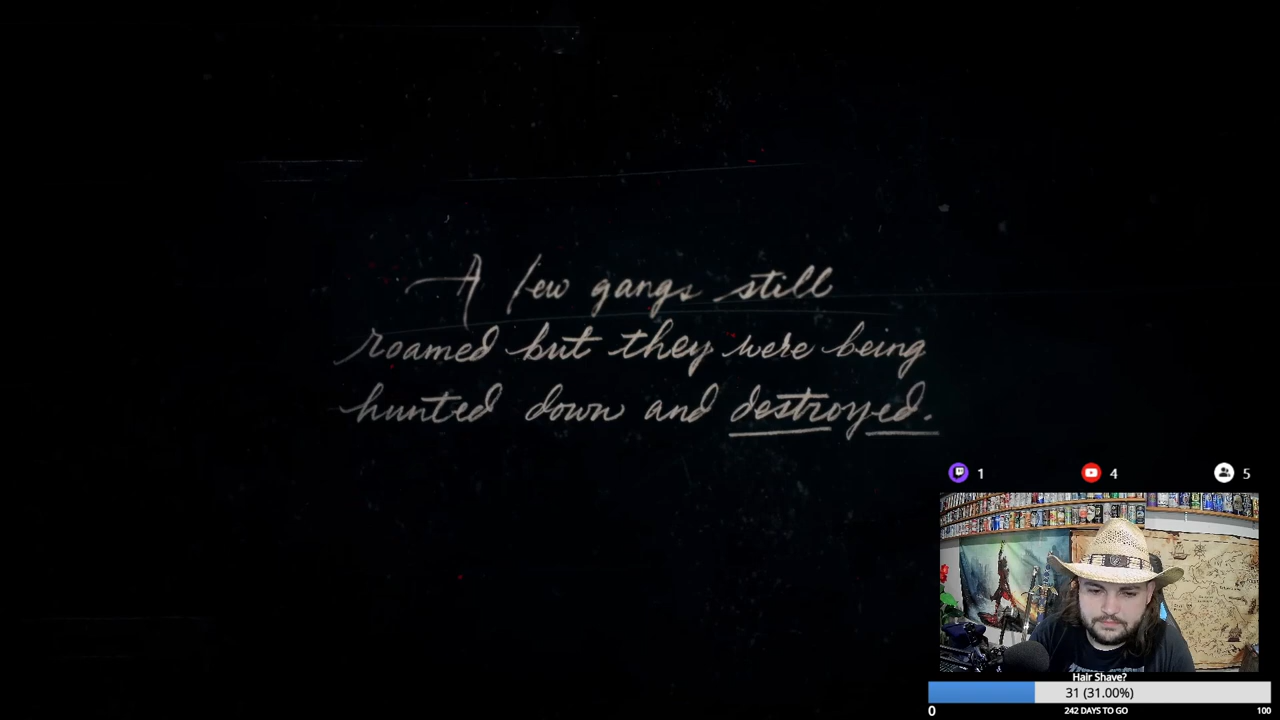 A few gangs still
roamed but they were being
hunted down and destroyed.
1 4 5
Hair Shave?
31 (31.00%)
0 242 DAYS TO GO 100